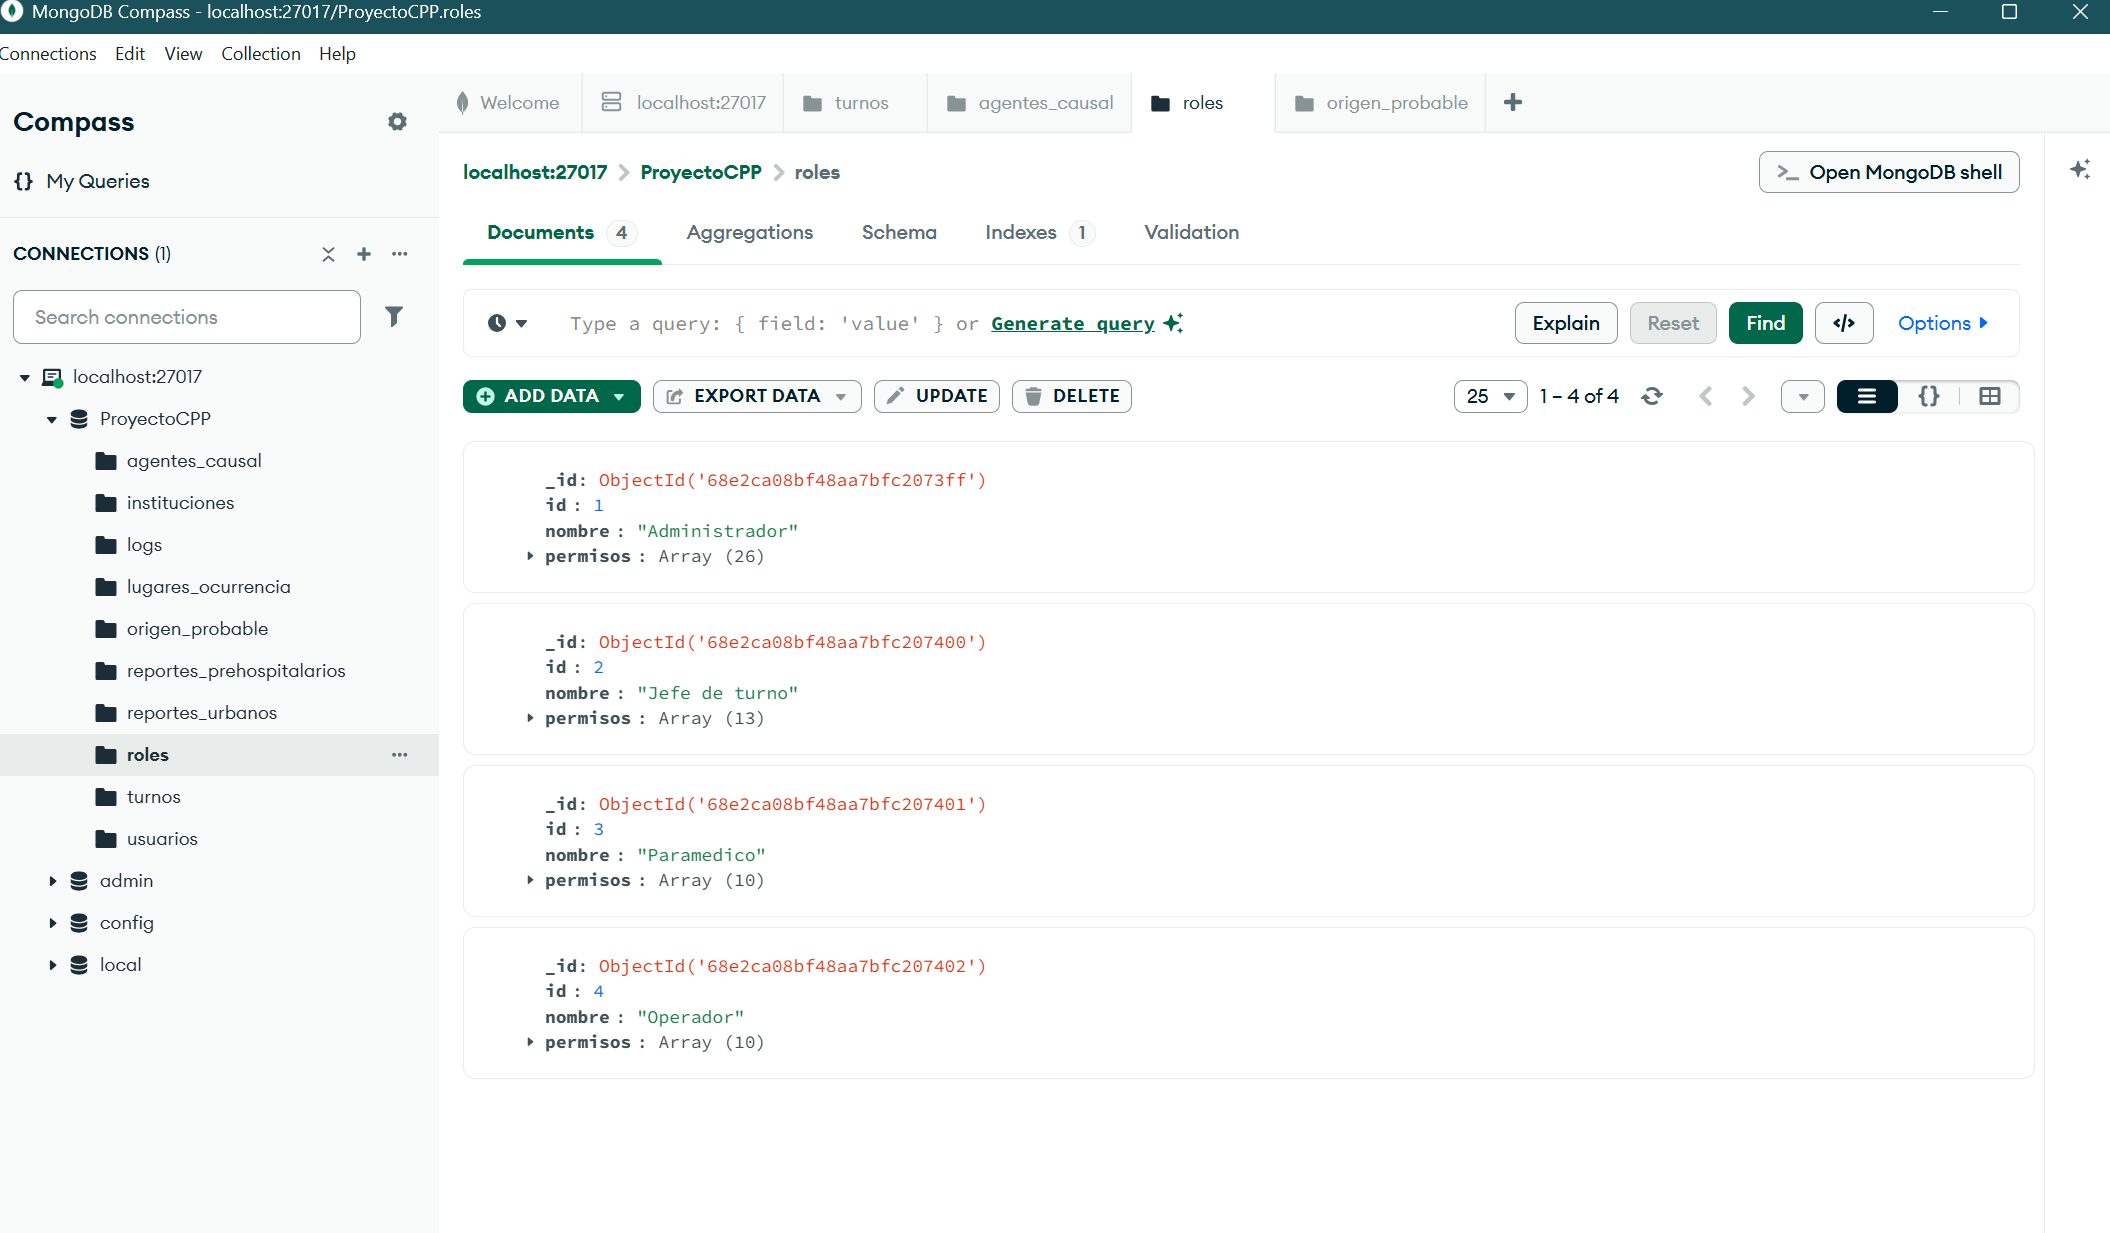 MongoDB Compass - localhost:27017/ProyectoCPP.roles
Connections Edit View Collection Help
Compass
My Queries
CONNECTIONS (1)
Search connections
localhost:27017
ProyectoCPP
agentes_causal
instituciones
logs
lugares_ocurrencia
origen_probable
reportes_prehospitalarios
reportes_urbanos
roles
turnos
usuarios
admin
config
local
Welcome
localhost:27017
turnos
agentes_causal
roles
origen_probable
localhost:27017 > ProyectoCPP > roles
>_ Open MongoDB shell
Documents 4 Aggregations Schema Indexes 1 Validation
Type a query: { field: 'value' } or Generate query
Explain Reset Find </> Options
ADD DATA EXPORT DATA UPDATE DELETE
25 1 – 4 of 4 {}
_id: ObjectId('68e2ca08bf48aa7bfc2073ff')
id : 1
nombre : "Administrador"
permisos : Array (26)
_id: ObjectId('68e2ca08bf48aa7bfc207400')
id : 2
nombre : "Jefe de turno"
permisos : Array (13)
_id: ObjectId('68e2ca08bf48aa7bfc207401')
id : 3
nombre : "Paramedico"
permisos : Array (10)
_id: ObjectId('68e2ca08bf48aa7bfc207402')
id : 4
nombre : "Operador"
permisos : Array (10)